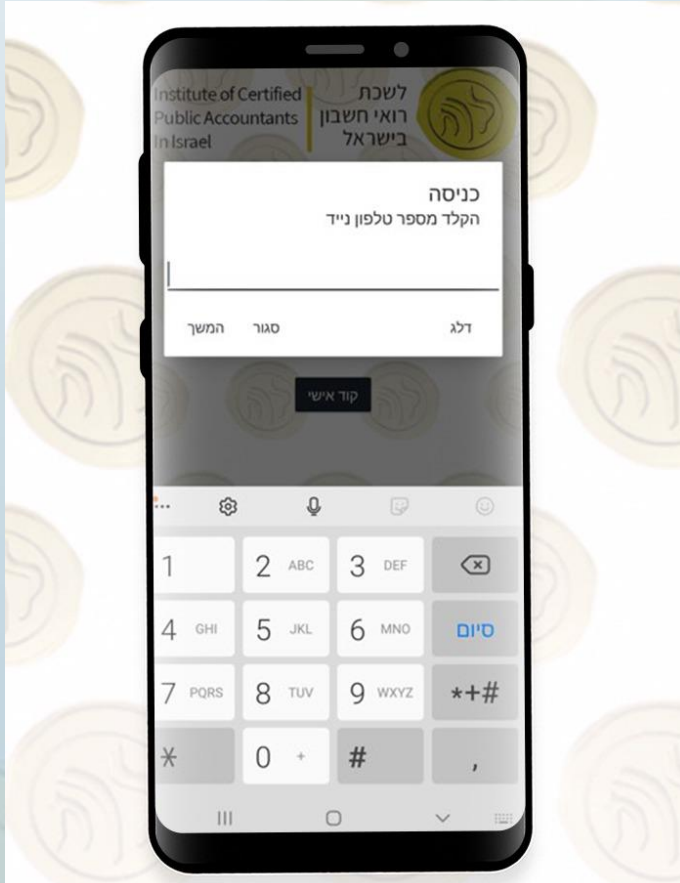 Institute of Certified
Public Accountants
In Israel
לשכת
רואי חשבון
בישראל
כניסה
הקלד מספר טלפון נייד
דלג
סגור
המשך
קוד אישי
1
2 ABC
3 DEF
4 GHI
5 JKL
6 MNO
סיום
7 PQRS
8 TUV
9 WXYZ
*+#
*
0 +
#
,